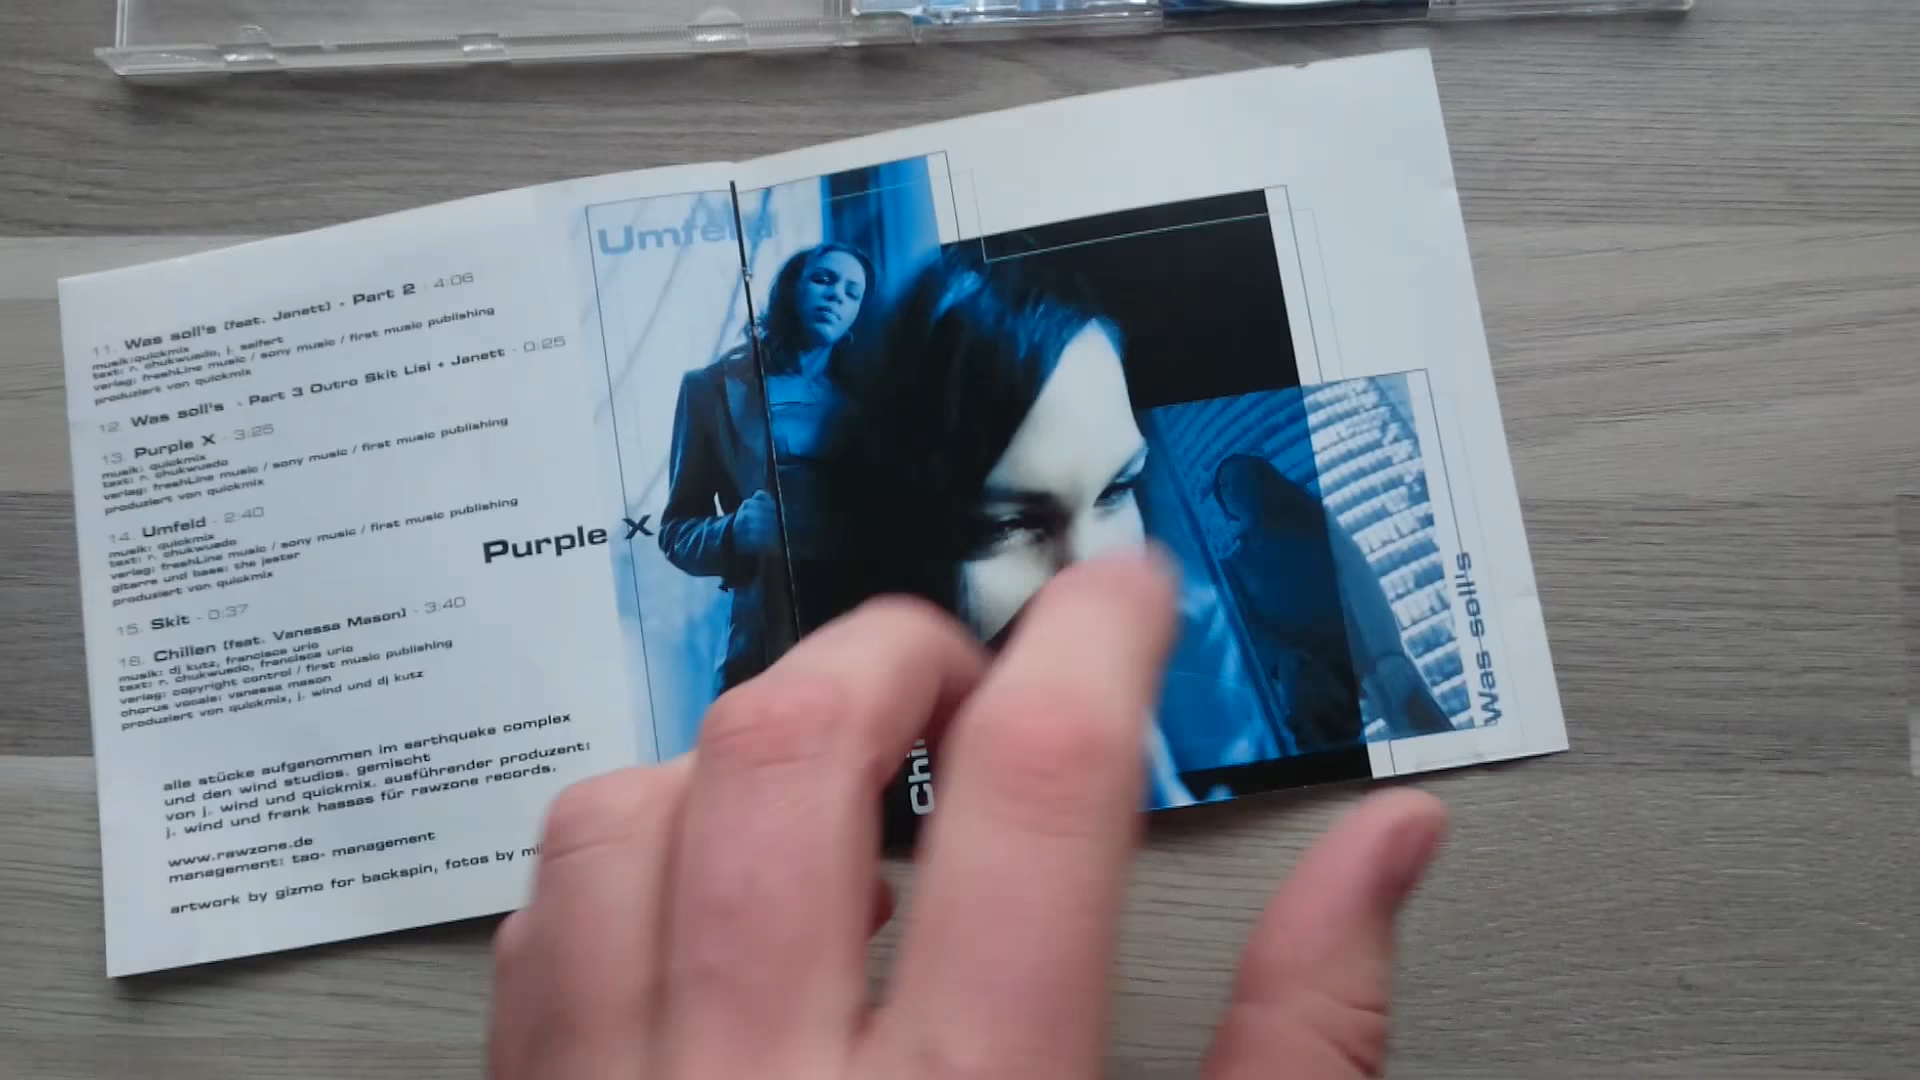 11. Was soll's (feat. Janett) - Part 2 - 4:06
musik:quickmix
text: r. chukwuedo, j. seifert
verlag: freshLine music / sony music / first music publishing
produziert von quickmix
12. Was soll's - Part 3 Outro Skit Lisi + Janett - 0:25
13. Purple X - 3:25
musik: quickmix
text: r. chukwuedo
verlag: freshLine music / sony music / first music publishing
produziert von quickmix
14. Umfeld - 2:40
musik: quickmix
text: r. chukwuedo
verlag: freshLine music / sony music / first music publishing
gitarre und bass: the jester
produziert von quickmix
15. Skit - 0:37
16. Chillen (feat. Vanessa Mason) - 3:40
musik: dj kutz, francisca urio
text: r. chukwuedo, francisca urio
verlag: copyright control / first music publishing
chorus vocals: vanessa mason
produziert von quickmix, j. wind und dj kutz
alle stücke aufgenommen im earthquake complex
und den wind studios. gemischt
von j. wind und quickmix. ausführender produzent:
j. wind und frank hassas für rawzone records.
www.rawzone.de
management: tao- management
artwork by gizmo for backspin, fotos by
Umfeld
Purple X
Chi
Was soll's